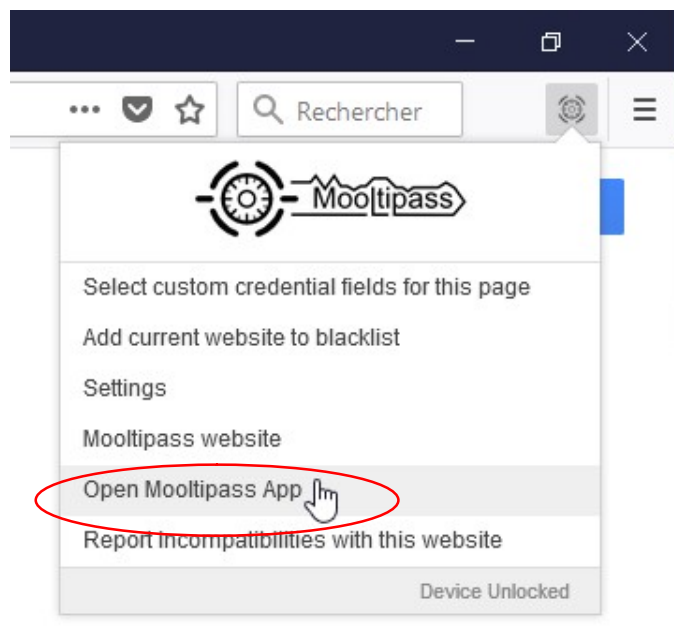 Rechercher
Mooltipass
Select custom credential fields for this page
Add current website to blacklist
Settings
Mooltipass website
Open Mooltipass App
Report incompatibilities with this website
Device Unlocked